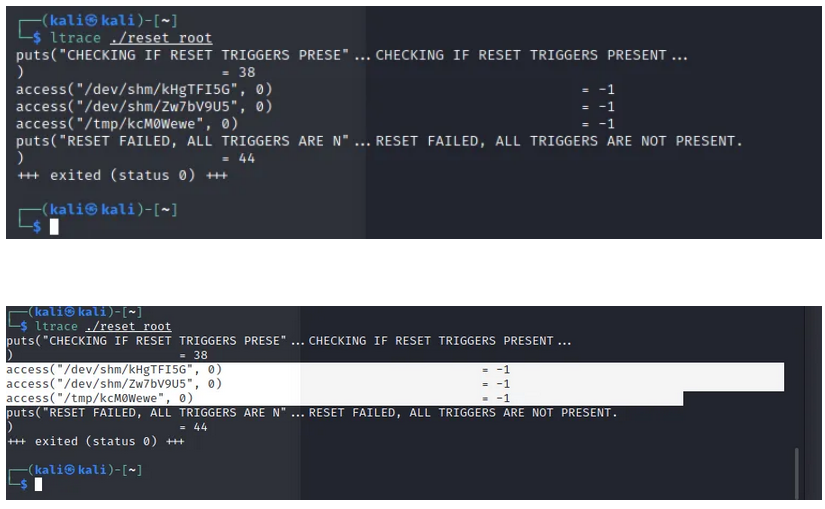 ┌──(kali㉿kali)-[~]
└─$ ltrace ./reset_root
puts("CHECKING IF RESET TRIGGERS PRESE"...CHECKING IF RESET TRIGGERS PRESENT...
) = 38
access("/dev/shm/kHgTFI5G", 0) = -1
access("/dev/shm/Zw7bV9U5", 0) = -1
access("/tmp/kcM0Wewe", 0) = -1
puts("RESET FAILED, ALL TRIGGERS ARE N"...RESET FAILED, ALL TRIGGERS ARE NOT PRESENT.
) = 44
+++ exited (status 0) +++
┌──(kali㉿kali)-[~]
└─$
┌──(kali㉿kali)-[~]
└─$ ltrace ./reset_root
puts("CHECKING IF RESET TRIGGERS PRESE"...CHECKING IF RESET TRIGGERS PRESENT...
) = 38
access("/dev/shm/kHgTFI5G", 0) = -1
access("/dev/shm/Zw7bV9U5", 0) = -1
access("/tmp/kcM0Wewe", 0) = -1
puts("RESET FAILED, ALL TRIGGERS ARE N"...RESET FAILED, ALL TRIGGERS ARE NOT PRESENT.
) = 44
+++ exited (status 0) +++
┌──(kali㉿kali)-[~]
└─$